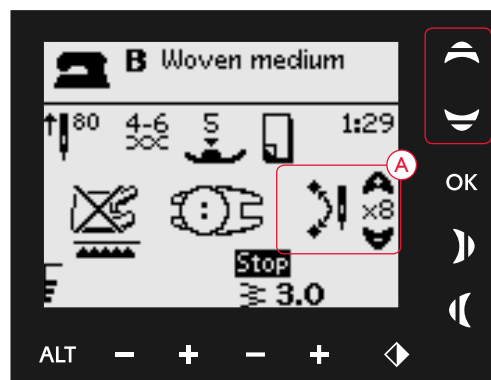 B Woven medium
80 4-6 5 1:29
A
x8
OK
Stop
3.0
ALT - + - +